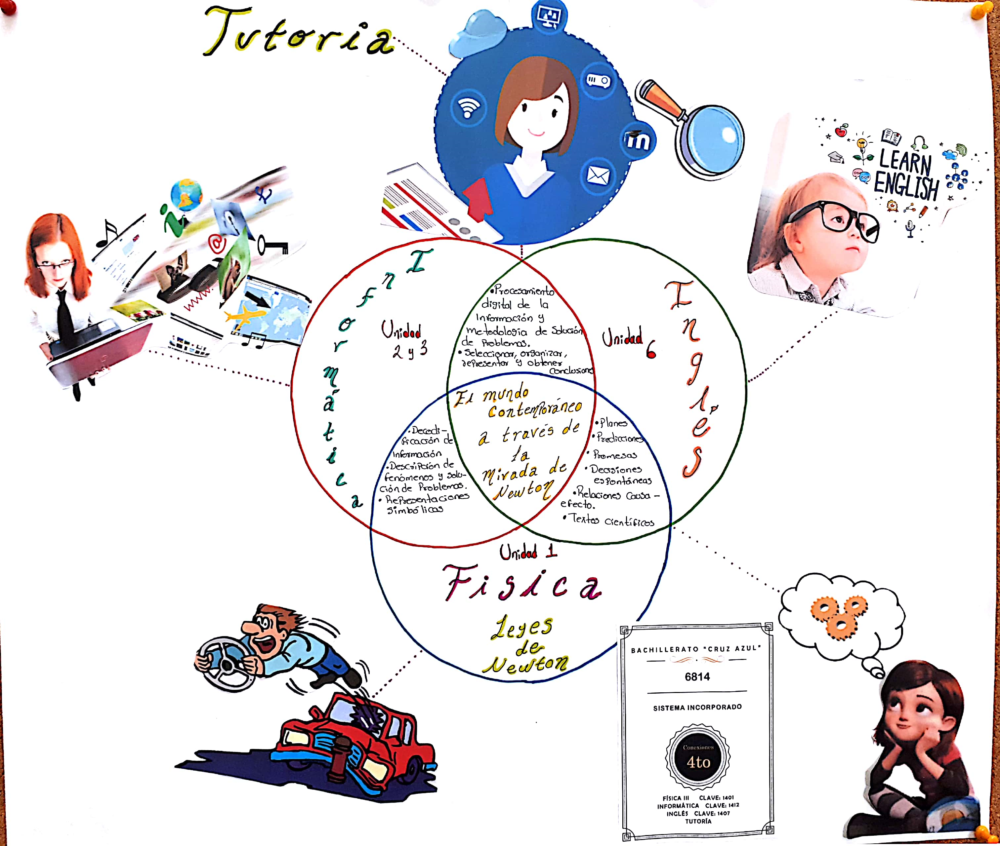 Tutoria
LEARN
ENGLISH
in
@
www.
Informática
Unidad
2 y 3
•Procesamiento
digital de la
Información y
metodología de Solución
de Problemas.
• Seleccionar, organizar,
representar y obtener
Conclusiones
Unidad
6
Inglés
El mundo
Contemporáneo
a través de
la
Mirada de
Newton
•Decodi-
ficación de
Información
•Descripción de
fenómenos y solu-
ción de Problemas.
• Representaciones
Simbólicas
•Planes
•Predicciones
• Promesas
•Decisiones
espontáneas
•Relaciones Causa-
efecto.
• Textos científicos
Unidad 1
Fisica
Leyes
de
Newton
BACHILLERATO "CRUZ AZUL"
6814
SISTEMA INCORPORADO
Conexiones
4to
FÍSICA III CLAVE: 1401
INFORMÁTICA CLAVE: 1412
INGLÉS CLAVE: 1407
TUTORÍA